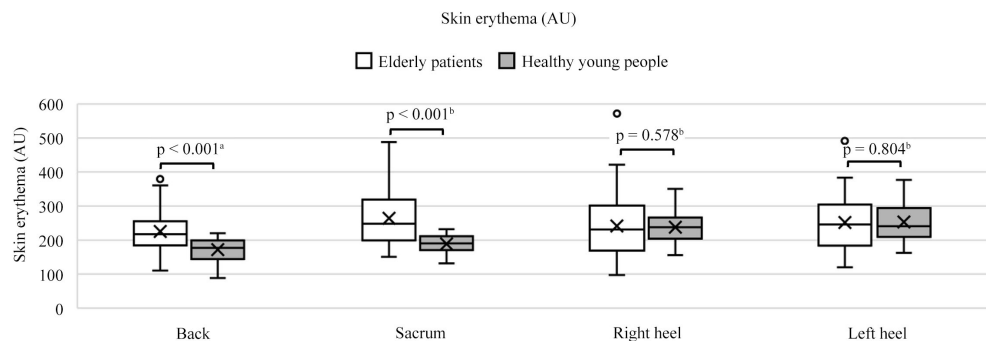 Skin erythema (AU)
Elderly patients Healthy young people
Skin erythema (AU)
600
500
400
300
200
100
0
p < 0.001ᵃ
p < 0.001ᵇ
p = 0.578ᵇ
p = 0.804ᵇ
Back Sacrum Right heel Left heel